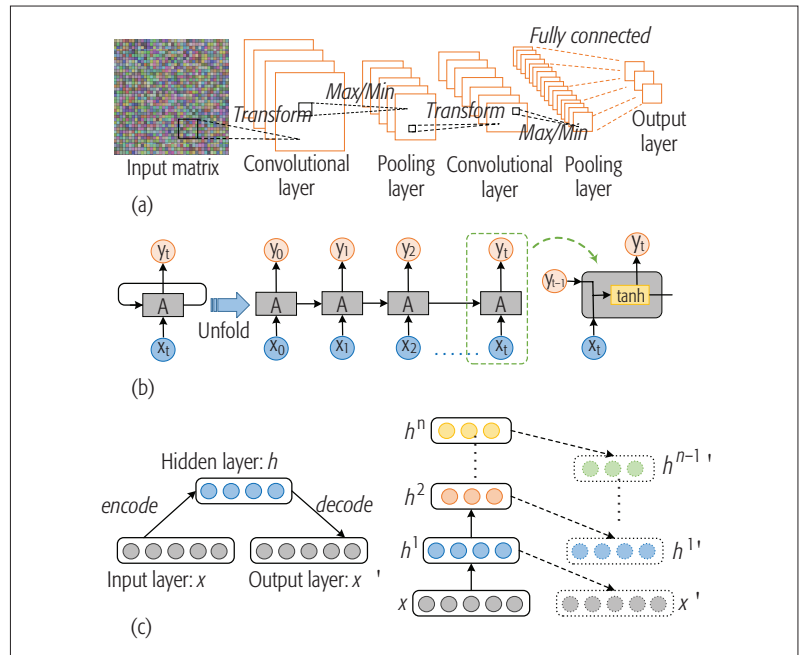 Fully connected
Transform
Max/Min
Transform
Max/Min
Output
layer
Input matrix
Convolutional
layer
Pooling
layer
Convolutional
layer
Pooling
layer
(a)
yt
y0
y1
y2
yt
yt
yt–1
A
Unfold
A
A
A
A
tanh
xt
x0
x1
x2
......
xt
xt
(b)
Hidden layer: h
encode
decode
Input layer: x
Output layer: x '
hn
hn–1 '
h2
h1
h1'
x
x '
(c)